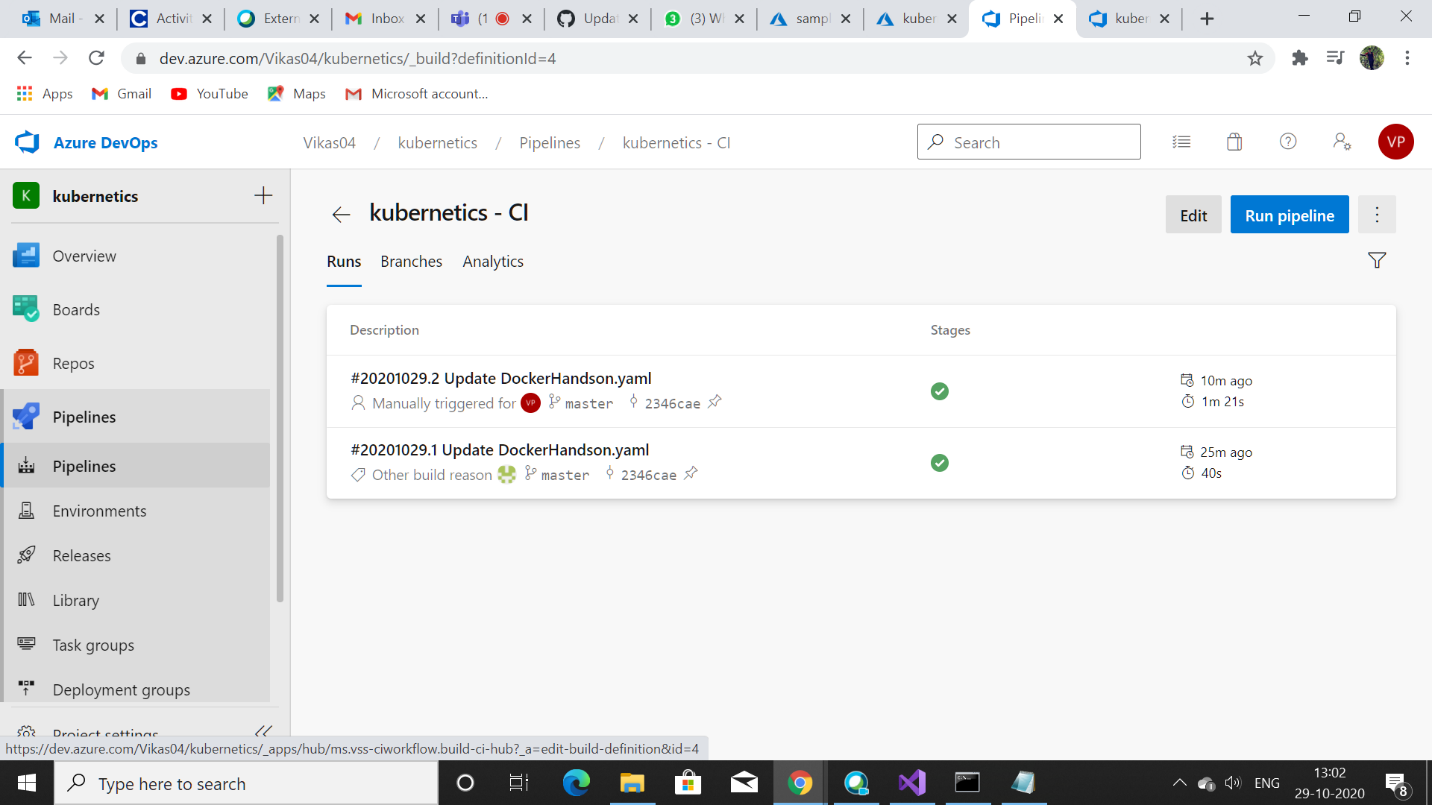 Mail -
Activit
Extern
Inbox
(1
Updat
(3) Wh
sampl
kuber
Pipelin
kuber
dev.azure.com/Vikas04/kubernetics/_build?definitionId=4
Apps
Gmail
YouTube
Maps
Microsoft account...
Azure DevOps
Vikas04 / kubernetics / Pipelines / kubernetics - CI
Search
VP
K kubernetics
Overview
Boards
Repos
Pipelines
Pipelines
Environments
Releases
Library
Task groups
Deployment groups
Project settings
kubernetics - CI
Edit
Run pipeline
Runs Branches Analytics
Description Stages
#20201029.2 Update DockerHandson.yaml
Manually triggered for VP master 2346cae
10m ago
1m 21s
#20201029.1 Update DockerHandson.yaml
Other build reason master 2346cae
25m ago
40s
https://dev.azure.com/Vikas04/kubernetics/_apps/hub/ms.vss-ciworkflow.build-ci-hub?_a=edit-build-definition&id=4
Type here to search
ENG
13:02
29-10-2020
8